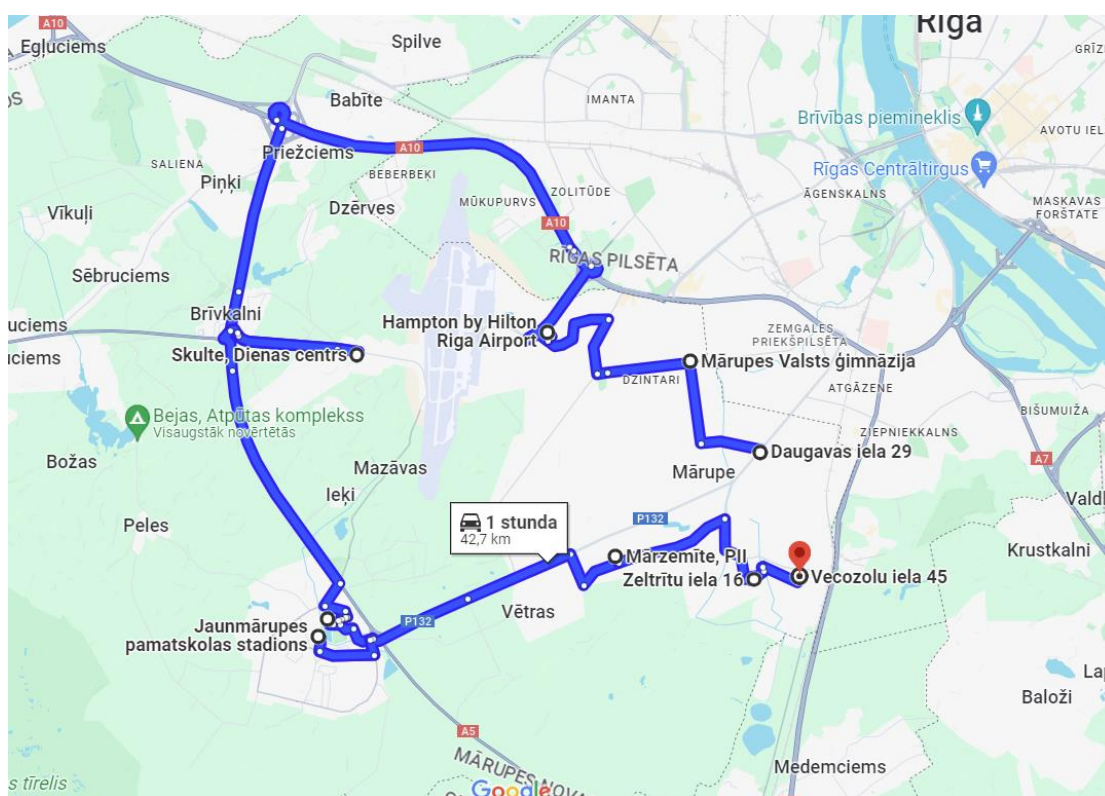 A10
Rīga
Egļuciems
Spilve
GRĪZ
Babīte
IMANTA
Brīvības piemineklis
AVOTU IEL
Priežciems
A10
SALIENA
Piņķi
BEBERBEĶI
Rīgas Centrāltirgus
ZOLITŪDE
ĀGENSKALNS
Dzērves
MŪKUPURVS
MASKAVAS
FORŠTATE
Vīkuļi
A10
RĪGAS PILSĒTA
Sēbruciems
Brīvkalni
Hampton by Hilton
Riga Airport
uciems
ZEMGALES
PRIEKŠPILSĒTA
Skulte, Dienas centrs
ciems
Mārupes Valsts ģimnāzija
DZINTARI
ATGĀZENE
Bejas, Atpūtas komplekss
Visaugstāk novērtētās
BIŠUMUIŽA
ZIEPNIEKKALNS
Božas
Mazāvas
Daugavas iela 29
A7
Mārupe
Ieķi
Valdl
Peles
1 stunda
42,7 km
P132
Krustkalni
Mārzemīte, PII
Zeltrītu iela 16
Vecozolu iela 45
Vētras
P132
Jaunmārupes
pamatskolas stadions
Baloži
A5
MĀRUPES NOV
Medemciems
s tīrelis
Google